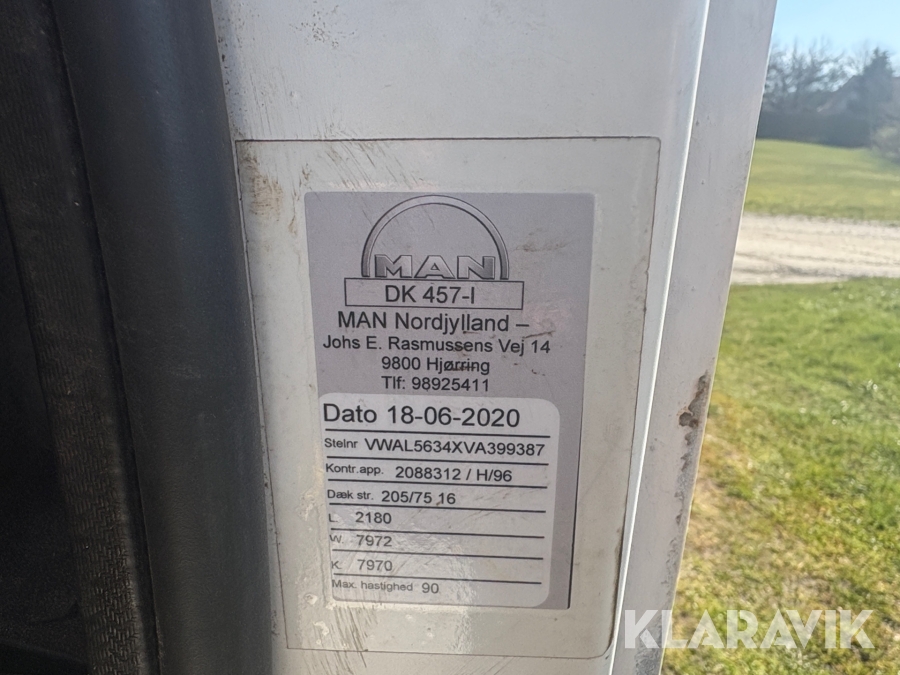 MAN
DK 457-I
MAN Nordjylland –
Johs E. Rasmussens Vej 14
9800 Hjørring
Tlf: 98925411
Dato 18-06-2020
Stelnr VWAL5634XVA399387
Kontr.app. 2088312 / H/96
Dæk str. 205/75 16
L. 2180
W. 7972
K. 7970
Max. hastighed 90
KLARAVIK